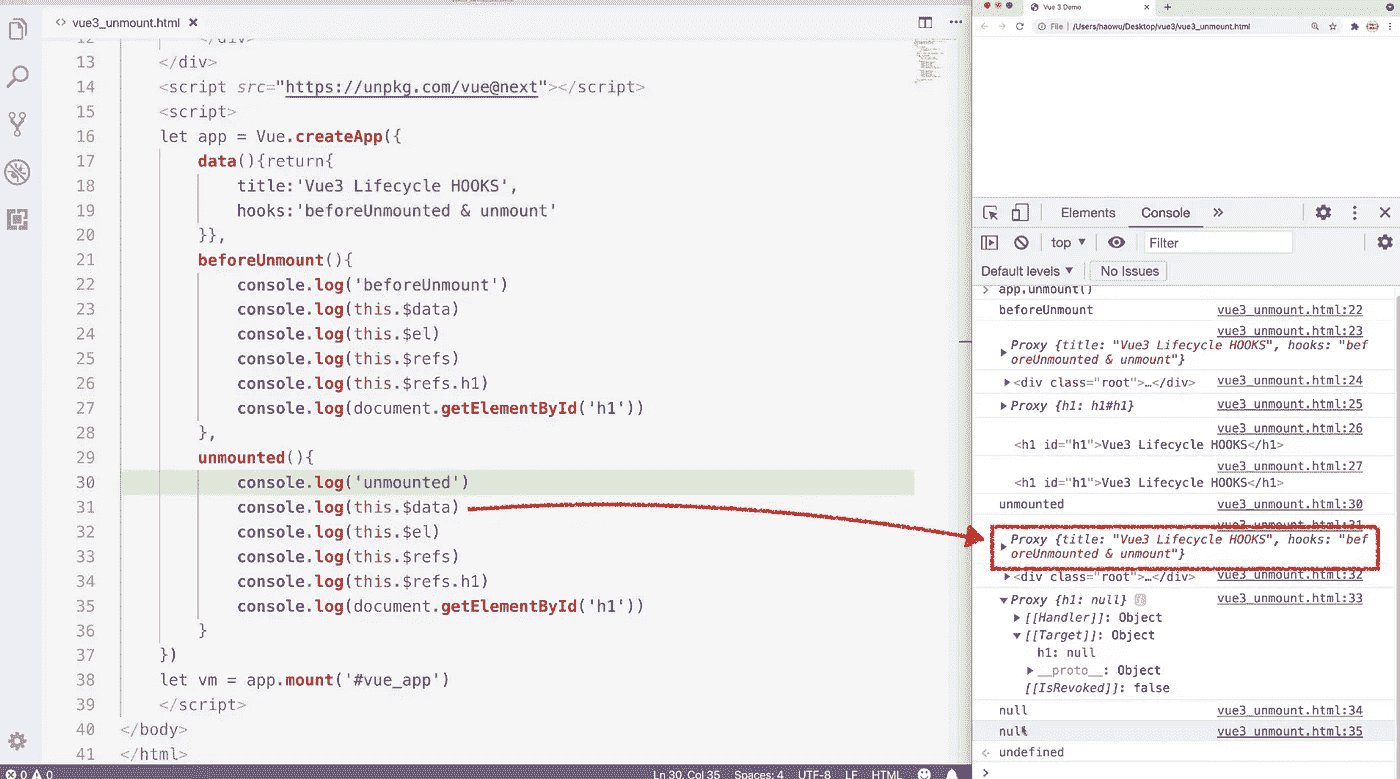 vue3_unmount.html
12 </div>
13 </div>
14 <script src="https://unpkg.com/vue@next"></script>
15 <script>
16 let app = Vue.createApp({
17 data(){return{
18 title:'Vue3 Lifecycle HOOKS',
19 hooks:'beforeUnmounted & unmount'
20 }},
21 beforeUnmount(){
22 console.log('beforeUnmount')
23 console.log(this.$data)
24 console.log(this.$el)
25 console.log(this.$refs)
26 console.log(this.$refs.h1)
27 console.log(document.getElementById('h1'))
28 },
29 unmounted(){
30 console.log('unmounted')
31 console.log(this.$data)
32 console.log(this.$el)
33 console.log(this.$refs)
34 console.log(this.$refs.h1)
35 console.log(document.getElementById('h1'))
36 }
37 })
38 let vm = app.mount('#vue_app')
39 </script>
40 </body>
41 </html>
0 0 Ln 30, Col 35 Spaces: 4 UTF-8 LF HTML
Vue 3 Demo
File /Users/haowu/Desktop/vue3/vue3_unmount.html
Elements Console
top Filter
Default levels No Issues
app.unmount()
beforeUnmount vue3_unmount.html:22
vue3_unmount.html:23
Proxy {title: "Vue3 Lifecycle HOOKS", hooks: "bef
oreUnmounted & unmount"}
<div class="root">…</div> vue3_unmount.html:24
Proxy {h1: h1#h1} vue3_unmount.html:25
vue3_unmount.html:26
<h1 id="h1">Vue3 Lifecycle HOOKS</h1>
vue3_unmount.html:27
<h1 id="h1">Vue3 Lifecycle HOOKS</h1>
unmounted vue3_unmount.html:30
vue3_unmount.html:31
Proxy {title: "Vue3 Lifecycle HOOKS", hooks: "bef
oreUnmounted & unmount"}
<div class="root">…</div> vue3_unmount.html:32
Proxy {h1: null} vue3_unmount.html:33
[[Handler]]: Object
[[Target]]: Object
h1: null
__proto__: Object
[[IsRevoked]]: false
null vue3_unmount.html:34
null vue3_unmount.html:35
undefined